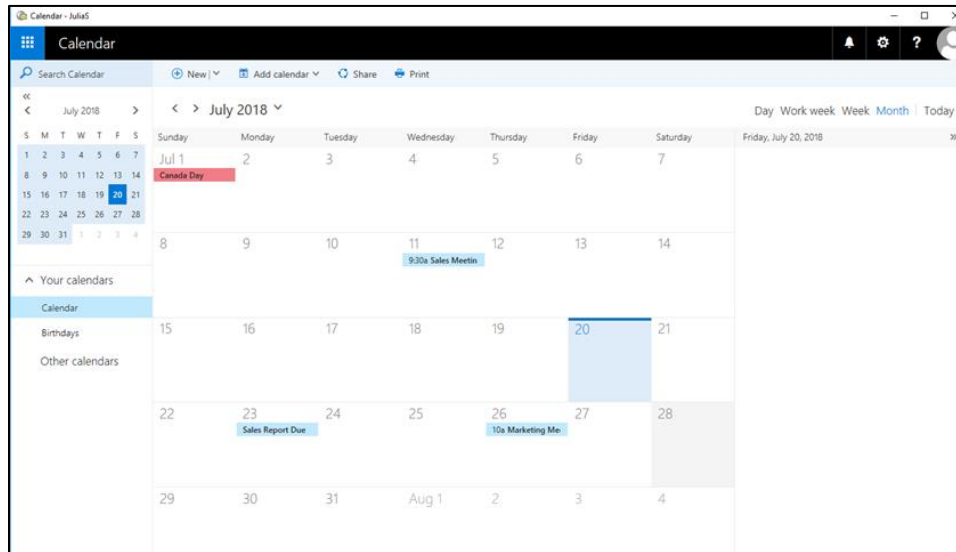 Calendar - JuliaS
Calendar
Search Calendar
New
Add calendar
Share
Print
July 2018
S M T W T F S
1 2 3 4 5 6 7
8 9 10 11 12 13 14
15 16 17 18 19 20 21
22 23 24 25 26 27 28
29 30 31 1 2 3 4
Your calendars
Calendar
Birthdays
Other calendars
July 2018
Day Work week Week Month Today
Sunday Monday Tuesday Wednesday Thursday Friday Saturday
Friday, July 20, 2018
Jul 1 2 3 4 5 6 7
Canada Day
8 9 10 11 12 13 14
9:30a Sales Meetin
15 16 17 18 19 20 21
22 23 24 25 26 27 28
Sales Report Due
10a Marketing Me
29 30 31 Aug 1 2 3 4